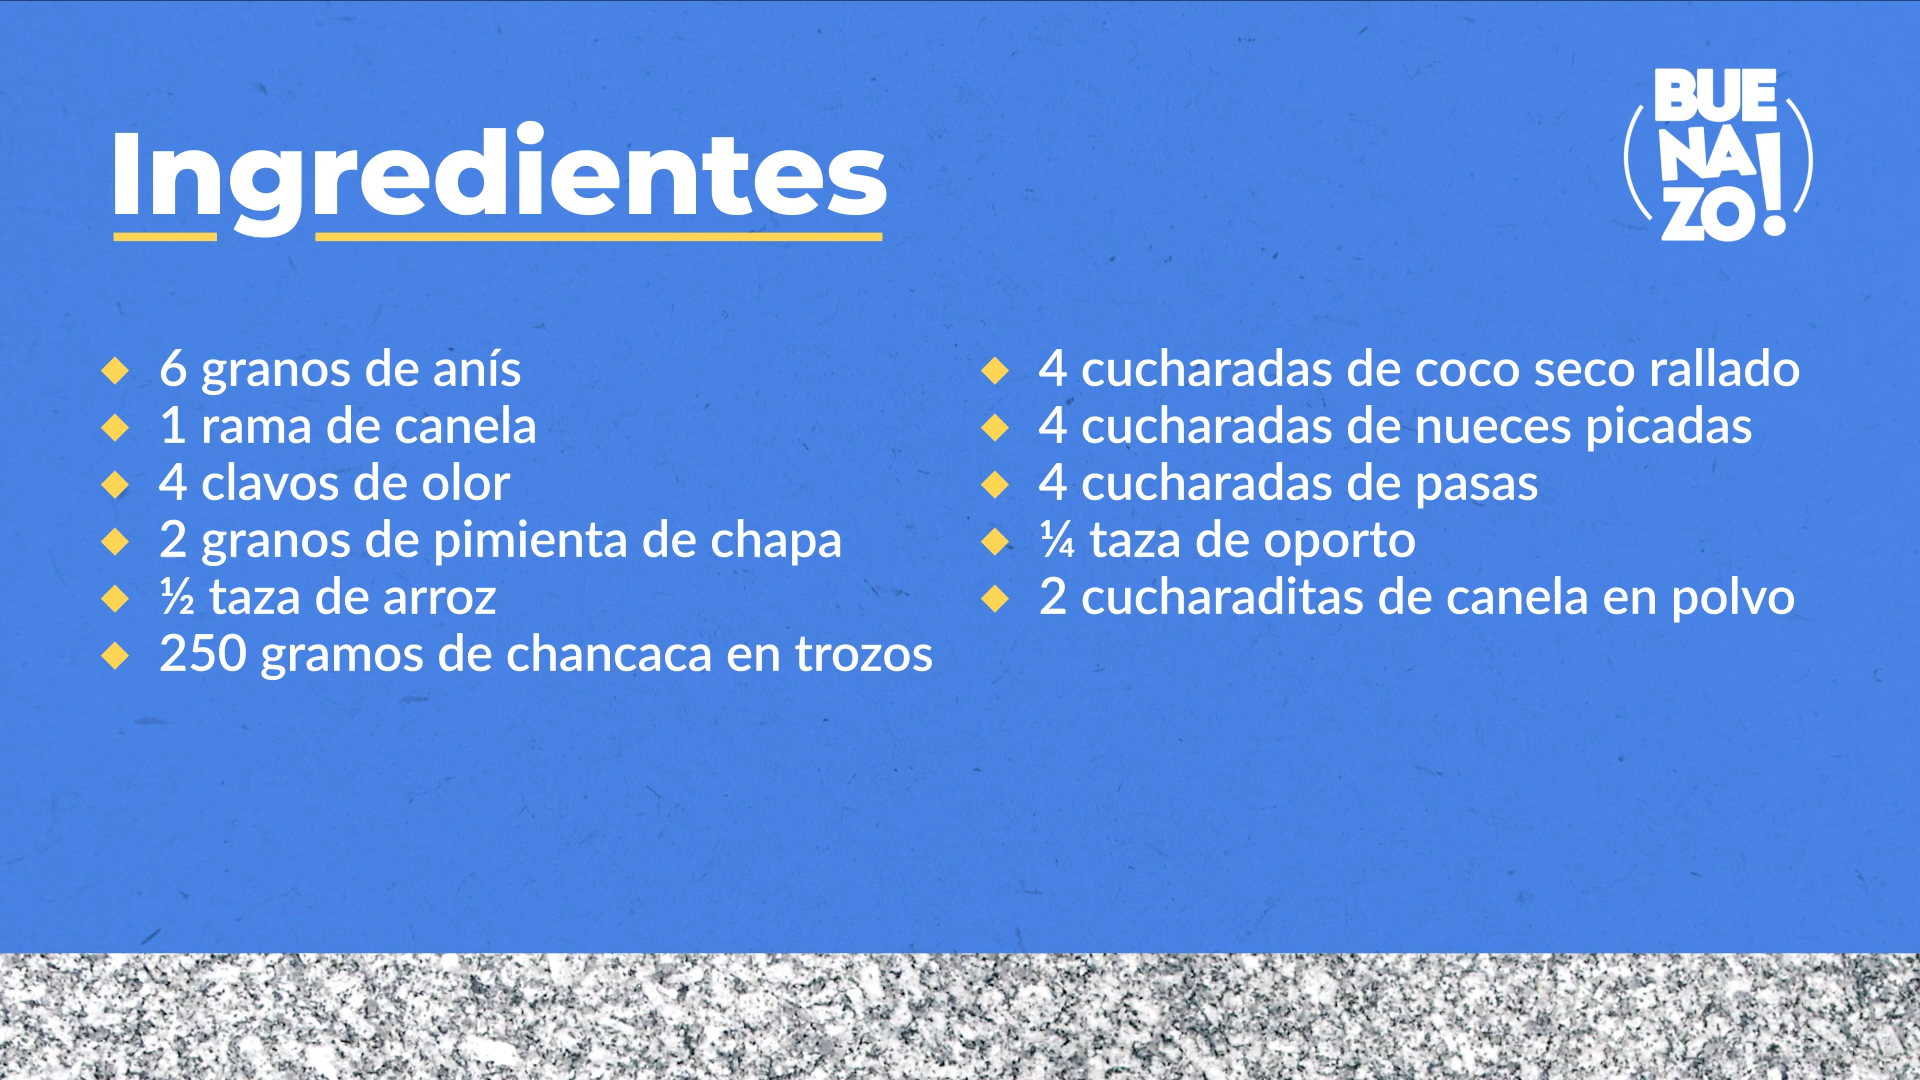 BUE
NA
ZO!
Ingredientes
6 granos de anís
1 rama de canela
4 clavos de olor
2 granos de pimienta de chapa
½ taza de arroz
250 gramos de chancaca en trozos
4 cucharadas de coco seco rallado
4 cucharadas de nueces picadas
4 cucharadas de pasas
¼ taza de oporto
2 cucharaditas de canela en polvo